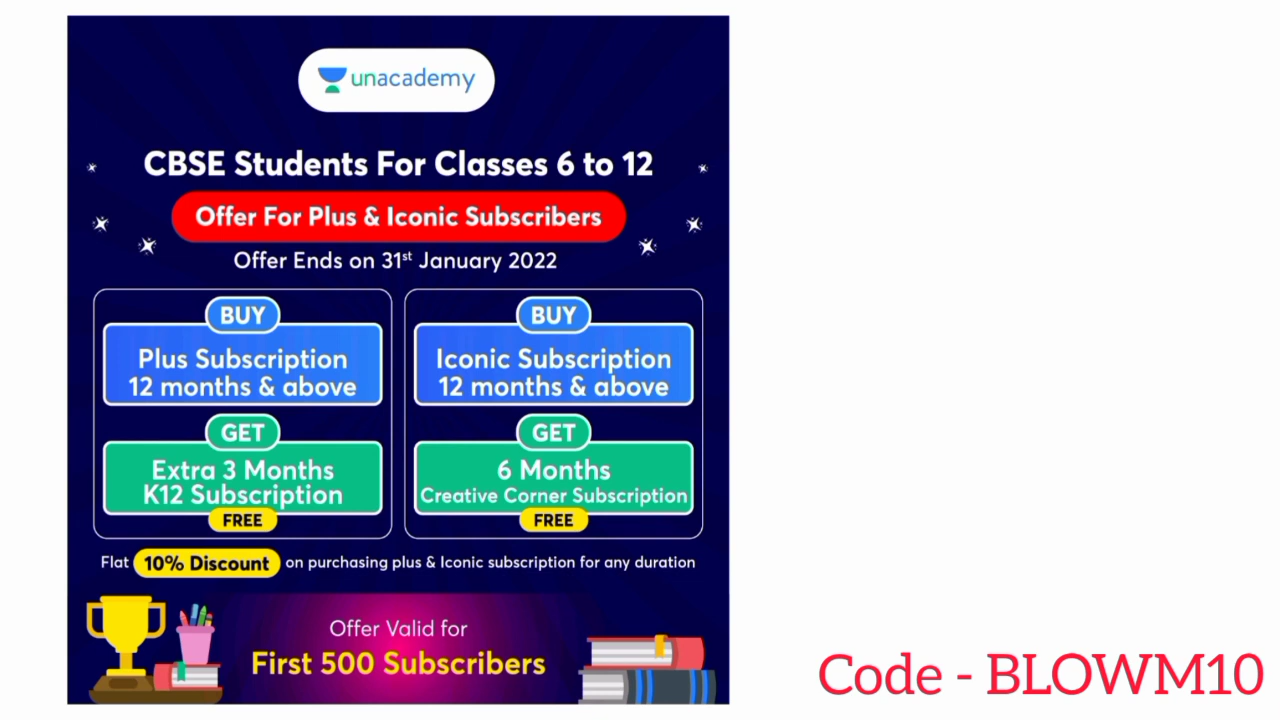 unacademy
CBSE Students For Classes 6 to 12
Offer For Plus & Iconic Subscribers
Offer Ends on 31st January 2022
BUY
Plus Subscription
12 months & above
GET
Extra 3 Months
K12 Subscription
FREE
BUY
Iconic Subscription
12 months & above
GET
6 Months
Creative Corner Subscription
FREE
Flat 10% Discount on purchasing plus & Iconic subscription for any duration
Offer Valid for
First 500 Subscribers
Code - BLOWM10